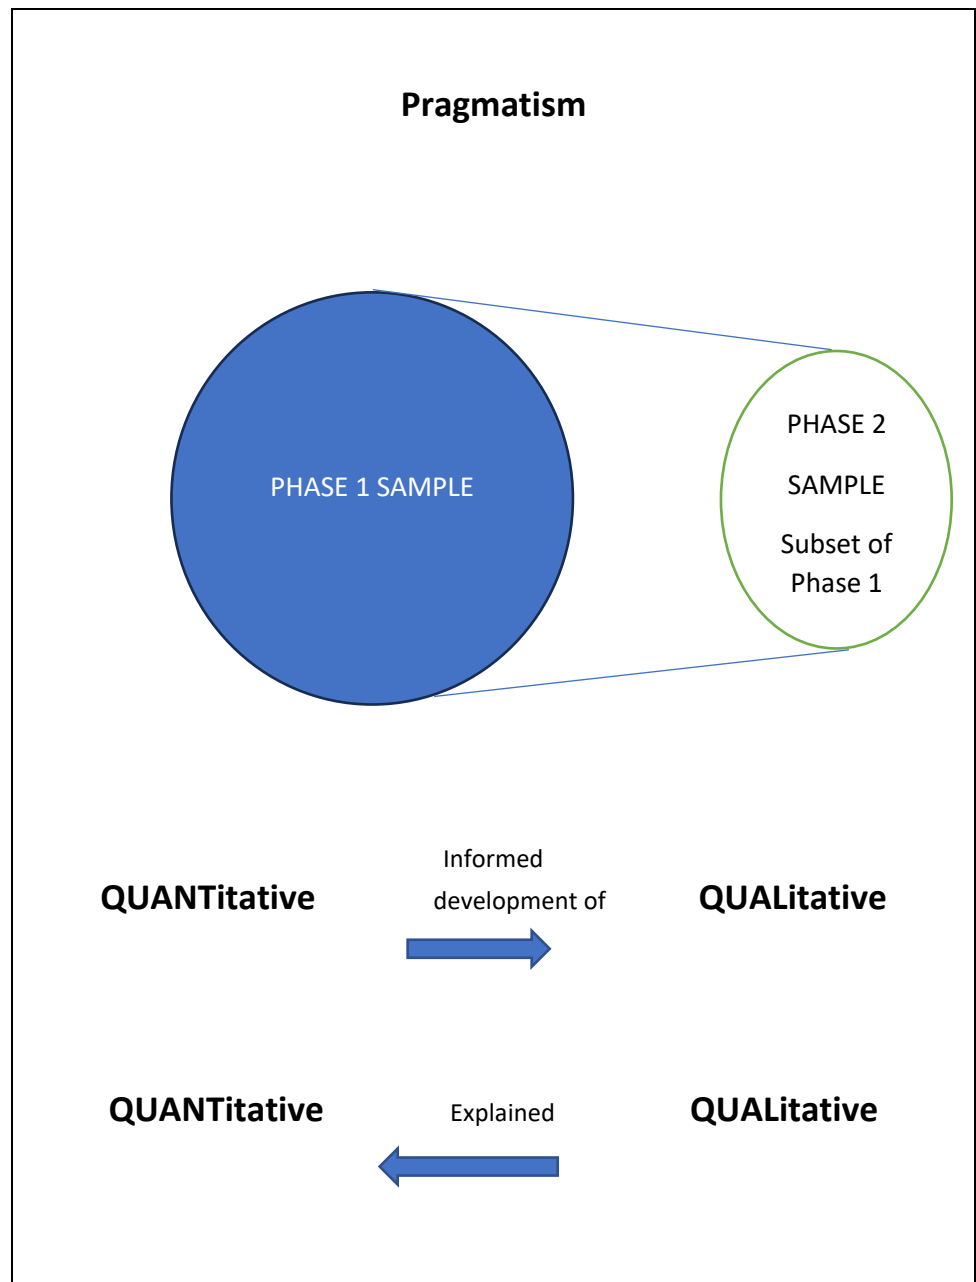 Pragmatism
PHASE 1 SAMPLE
PHASE 2
SAMPLE
Subset of
Phase 1
QUANTitative
Informed
development of
QUALitative
QUANTitative
Explained
QUALitative